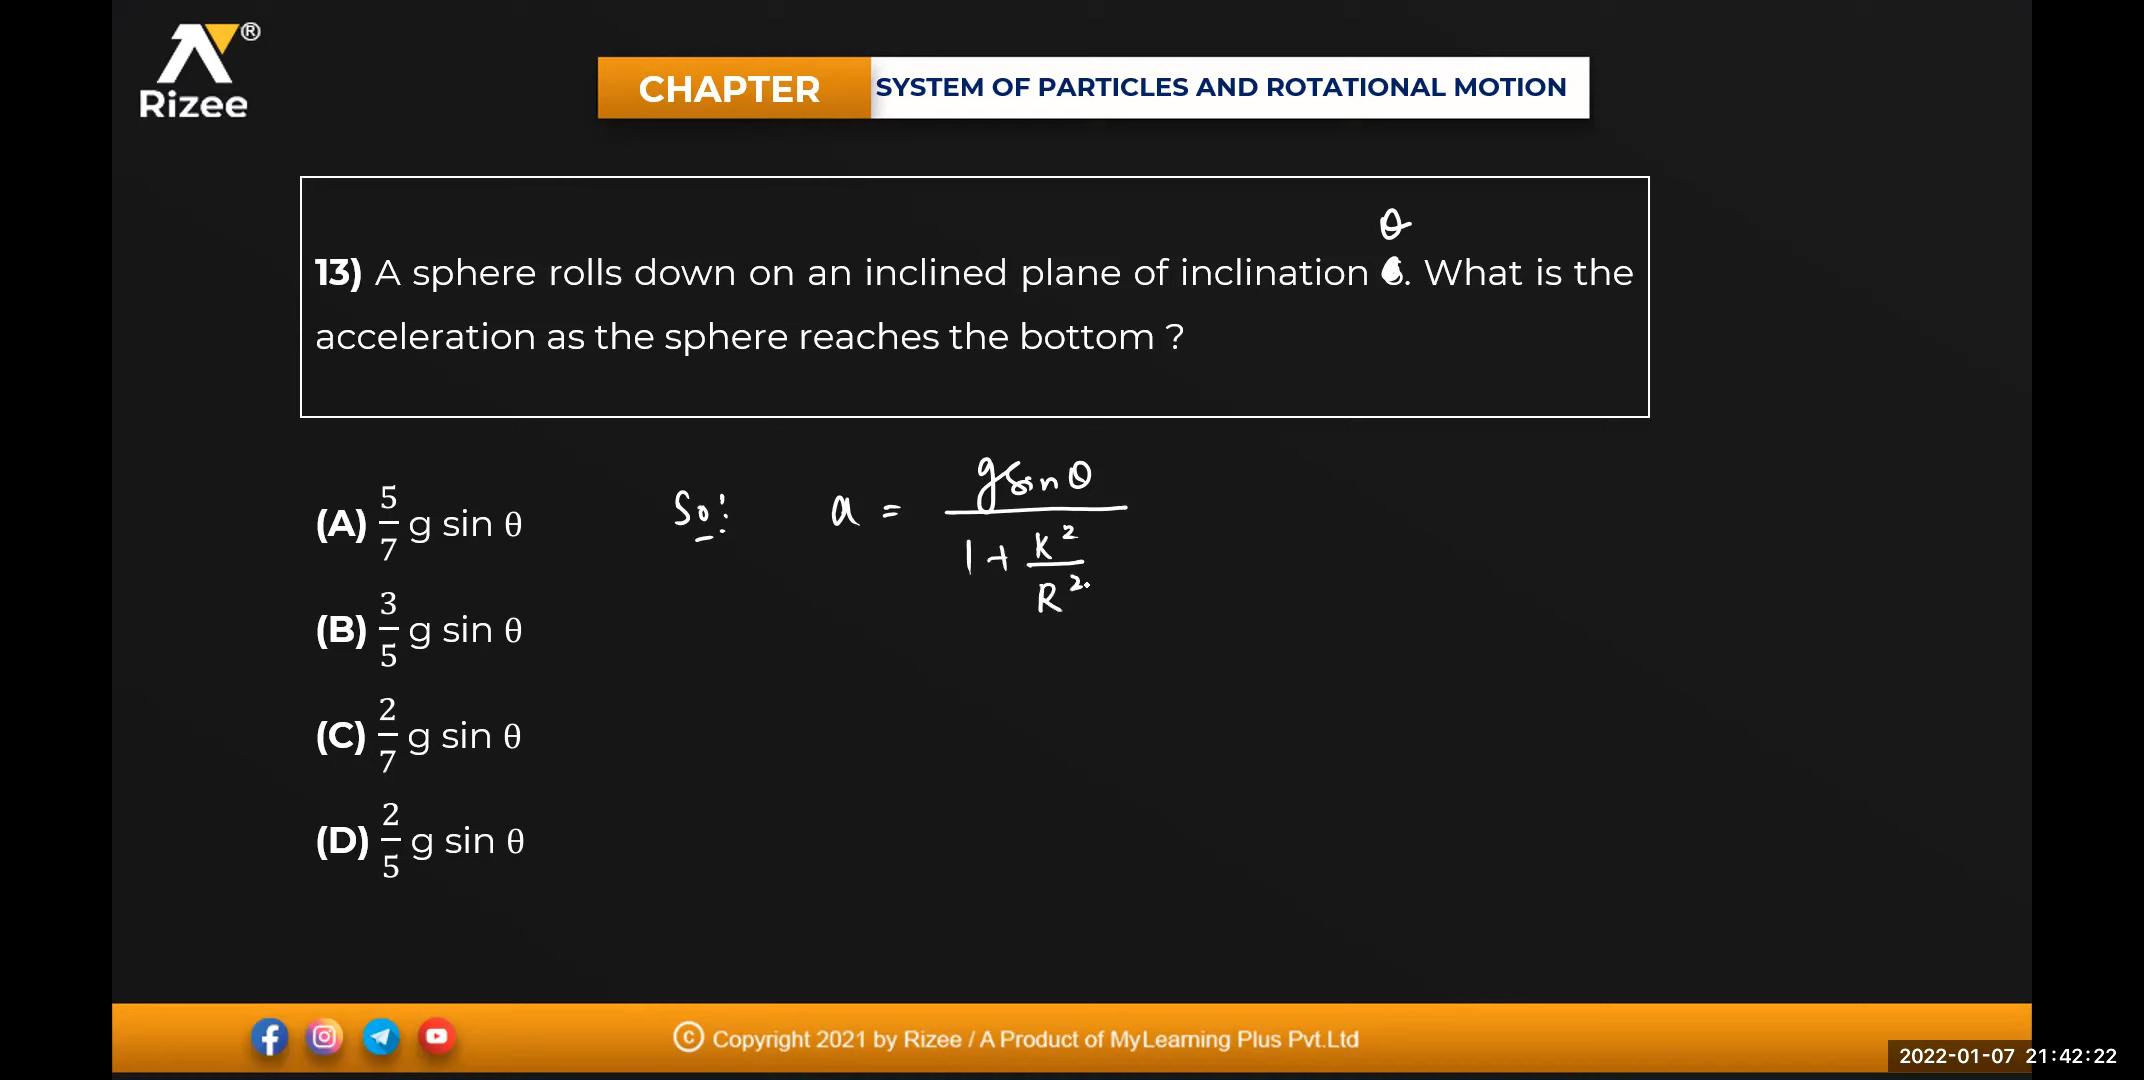 Rizee ®
CHAPTER SYSTEM OF PARTICLES AND ROTATIONAL MOTION
θ
13) A sphere rolls down on an inclined plane of inclination . What is the
acceleration as the sphere reaches the bottom ?
(A) 5/7 g sin θ
(B) 3/5 g sin θ
(C) 2/7 g sin θ
(D) 2/5 g sin θ
So: a = g sin θ / 1 + K²/R²
© Copyright 2021 by Rizee / A Product of MyLearning Plus Pvt.Ltd
2022-01-07 21:42:22